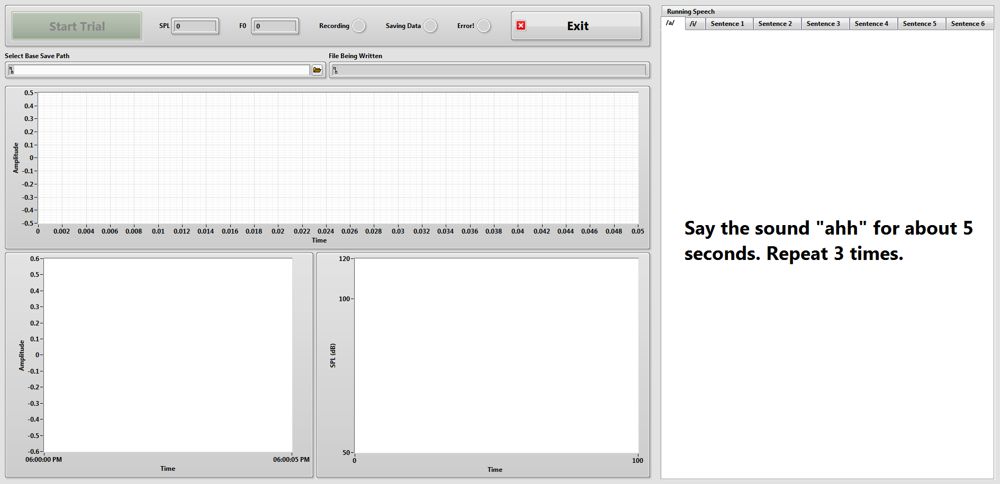 Start Trial
SPL 0
F0 0
Recording
Saving Data
Error!
Exit
Select Base Save Path
File Being Written
0.5
0.4
0.3
0.2
0.1
0
-0.1
-0.2
-0.3
-0.4
-0.5
Amplitude
0 0.002 0.004 0.006 0.008 0.01 0.012 0.014 0.016 0.018 0.02 0.022 0.024 0.026 0.028 0.03 0.032 0.034 0.036 0.038 0.04 0.042 0.044 0.046 0.048 0.05
Time
0.6
0.5
0.4
0.3
0.2
0.1
0
-0.1
-0.2
-0.3
-0.4
-0.5
-0.6
Amplitude
06:00:00 PM 06:00:05 PM
Time
120
100
50
SPL (dB)
0 100
Time
Running Speech
/a/ /i/ Sentence 1 Sentence 2 Sentence 3 Sentence 4 Sentence 5 Sentence 6
Say the sound "ahh" for about 5
seconds. Repeat 3 times.